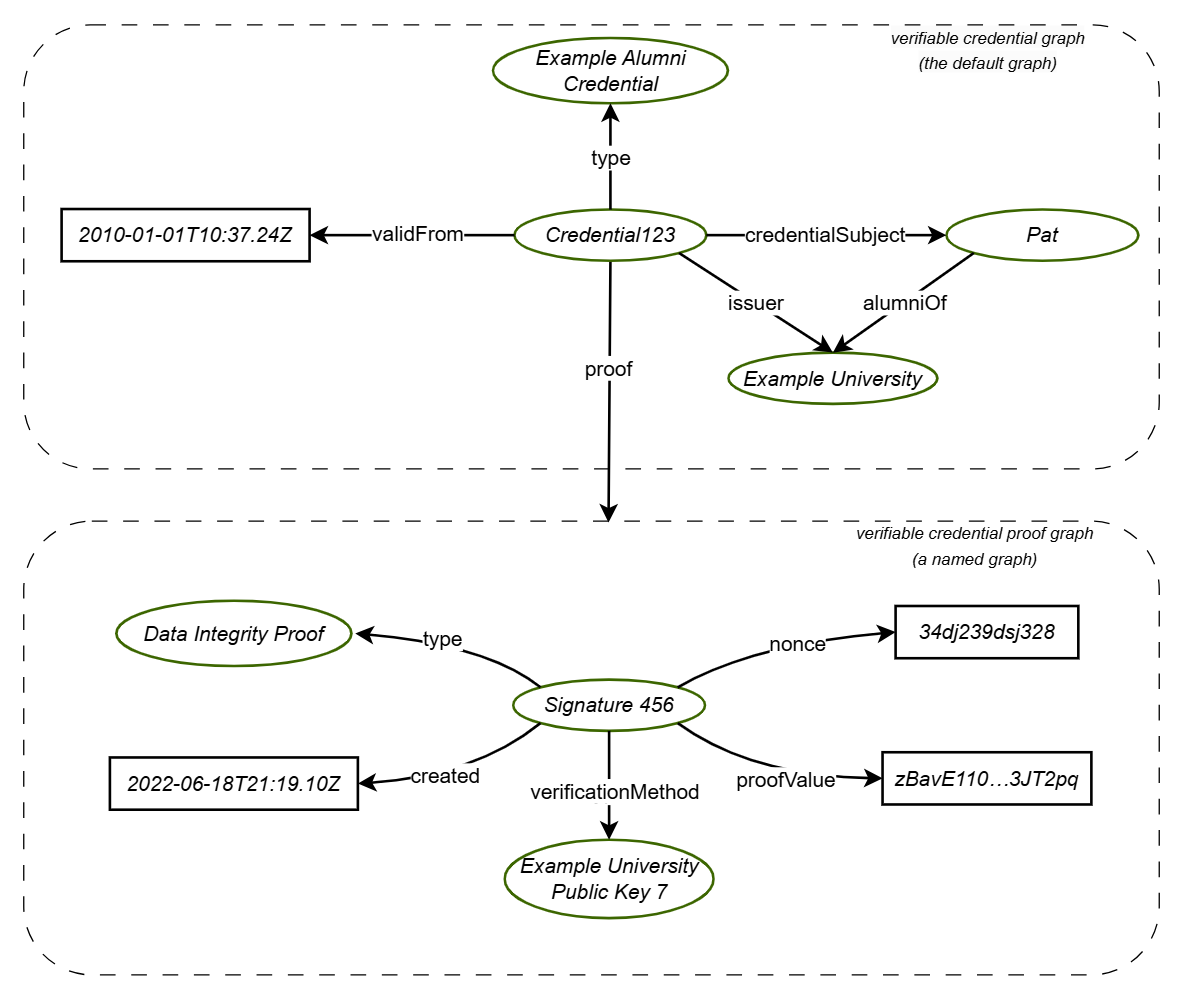 verifiable credential graph
(the default graph)
Example Alumni
Credential
type
2010-01-01T10:37.24Z
validFrom
Credential123
credentialSubject
Pat
issuer
alumniOf
proof
Example University
verifiable credential proof graph
(a named graph)
Data Integrity Proof
type
nonce
34dj239dsj328
Signature 456
2022-06-18T21:19.10Z
created
verificationMethod
proofValue
zBavE110…3JT2pq
Example University
Public Key 7